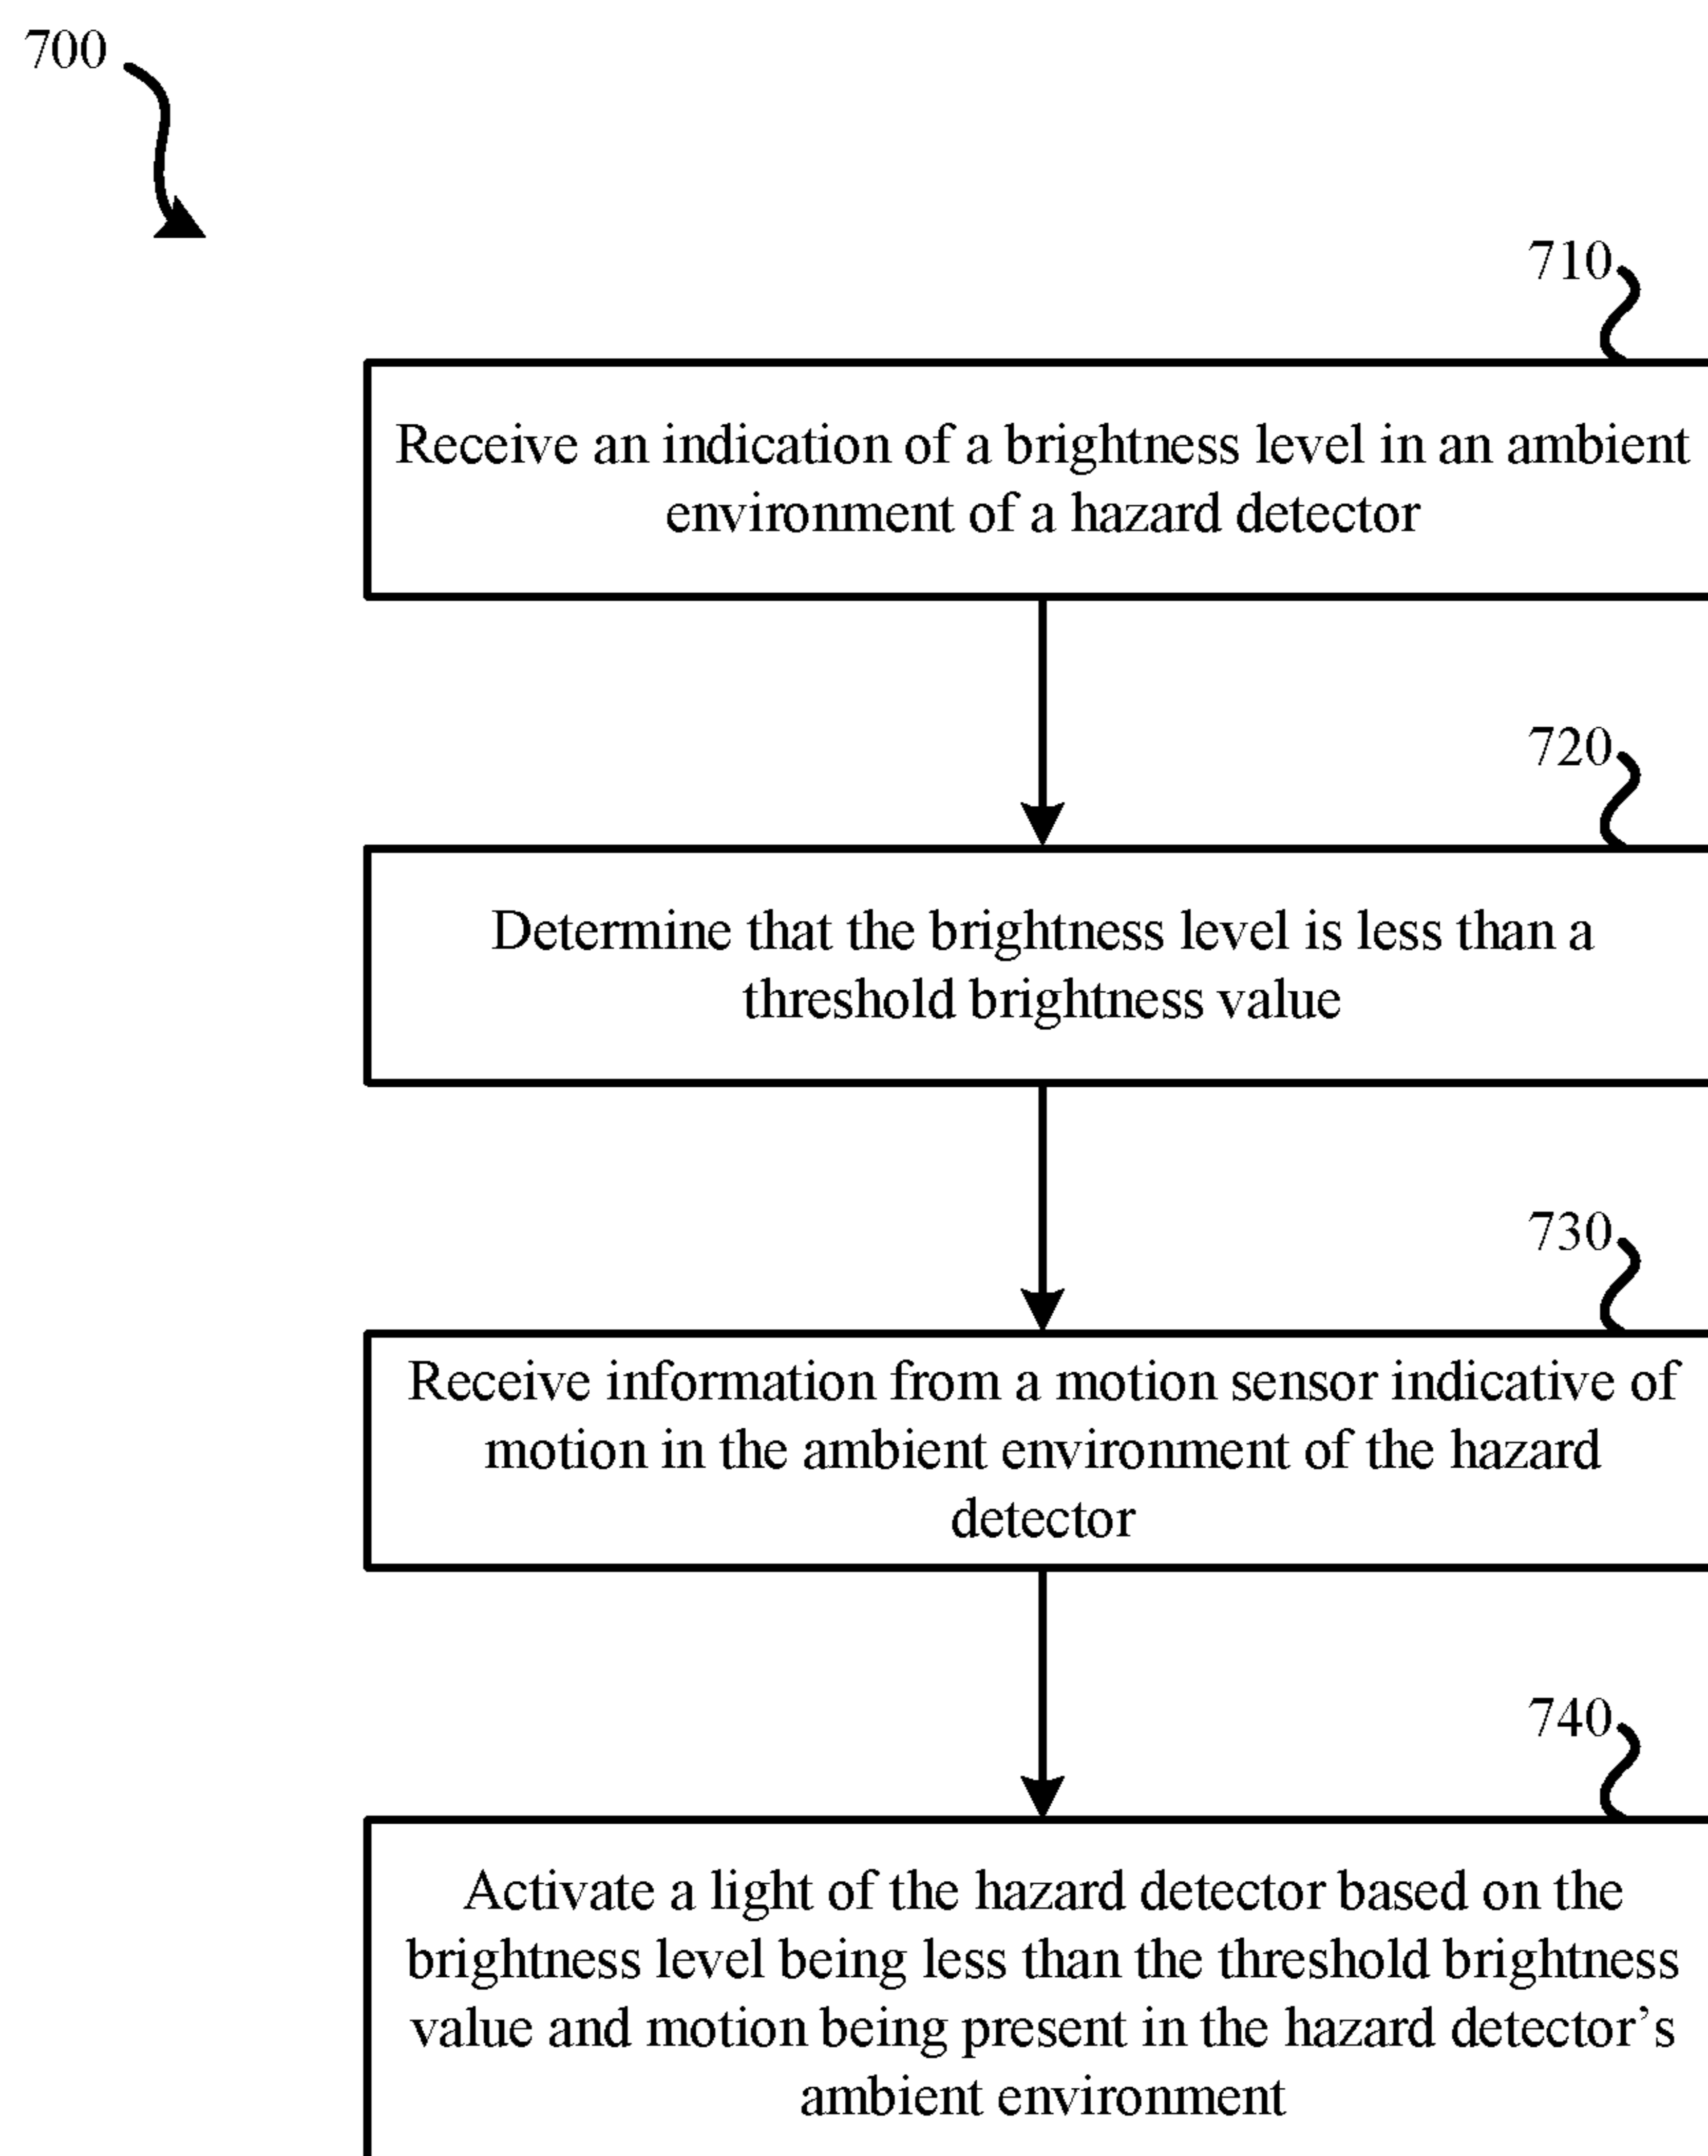 700
710
Receive an indication of a brightness level in an ambient
environment of a hazard detector
720
Determine that the brightness level is less than a
threshold brightness value
730
Receive information from a motion sensor indicative of
motion in the ambient environment of the hazard
detector
740
Activate a light of the hazard detector based on the
brightness level being less than the threshold brightness
value and motion being present in the hazard detector’s
ambient environment